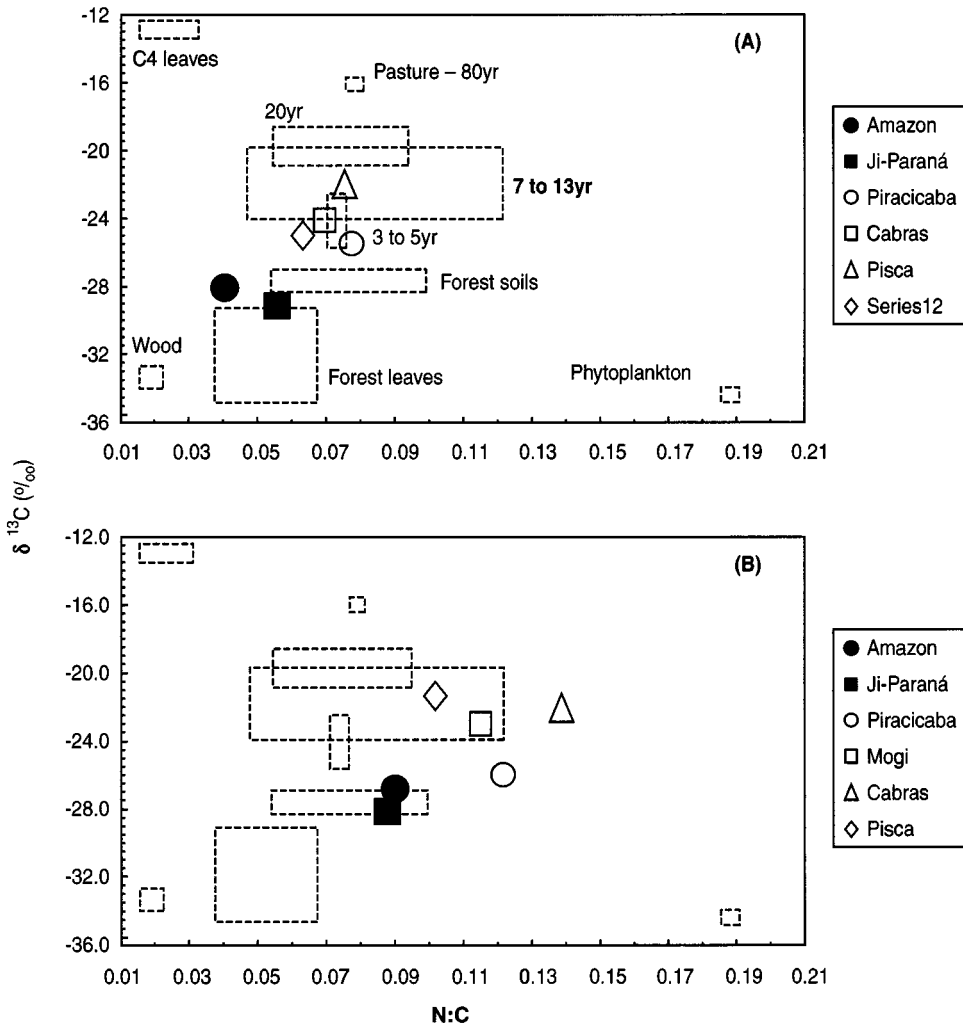 -12
(A)
C4 leaves
Pasture – 80yr
-16
20yr
-20
7 to 13yr
-24
3 to 5yr
-28
Forest soils
-32
Wood
Forest leaves
Phytoplankton
-36
0.01 0.03 0.05 0.07 0.09 0.11 0.13 0.15 0.17 0.19 0.21
Amazon
Ji-Paraná
Piracicaba
Cabras
Pisca
Series12
δ 13C (o/oo)
-12.0
(B)
-16.0
-20.0
-24.0
-28.0
-32.0
-36.0
0.01 0.03 0.05 0.07 0.09 0.11 0.13 0.15 0.17 0.19 0.21
N:C
Amazon
Ji-Paraná
Piracicaba
Mogi
Cabras
Pisca